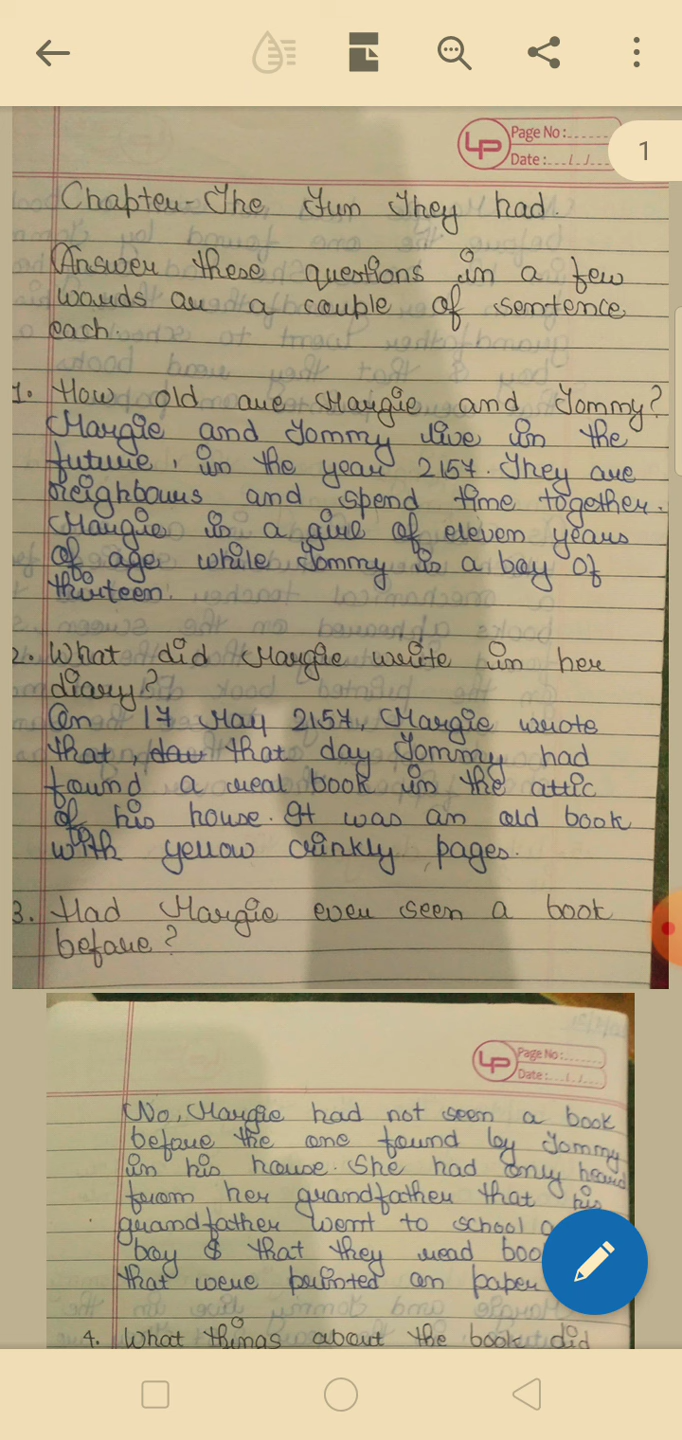 1
LP Page No:
Date: / /
Chapter-The Fun They had.
Answer these questions in a few
words or a couple of sentence
each.
1. How old are Margie and Tommy?
Margie and Tommy live in the
future, in the year 2157. They are
neighbours and spend time together.
Margie is a girl of eleven years
of age while Tommy is a boy of
thirteen.
2. What did Margie write in her
diary?
On 17 May 2157, Margie wrote
that, that day Tommy had
found a real book in the attic
of his house. It was an old book
with yellow crinkly pages.
3. Had Margie ever seen a book
before?
LP Page No:
Date: / /
No, Margie had not seen a book
before the one found by Tommy
in his house. She had only heard
from her grandfather that his
grandfather went to school
boy & that they read
that were printed on paper
4. What things about the book did